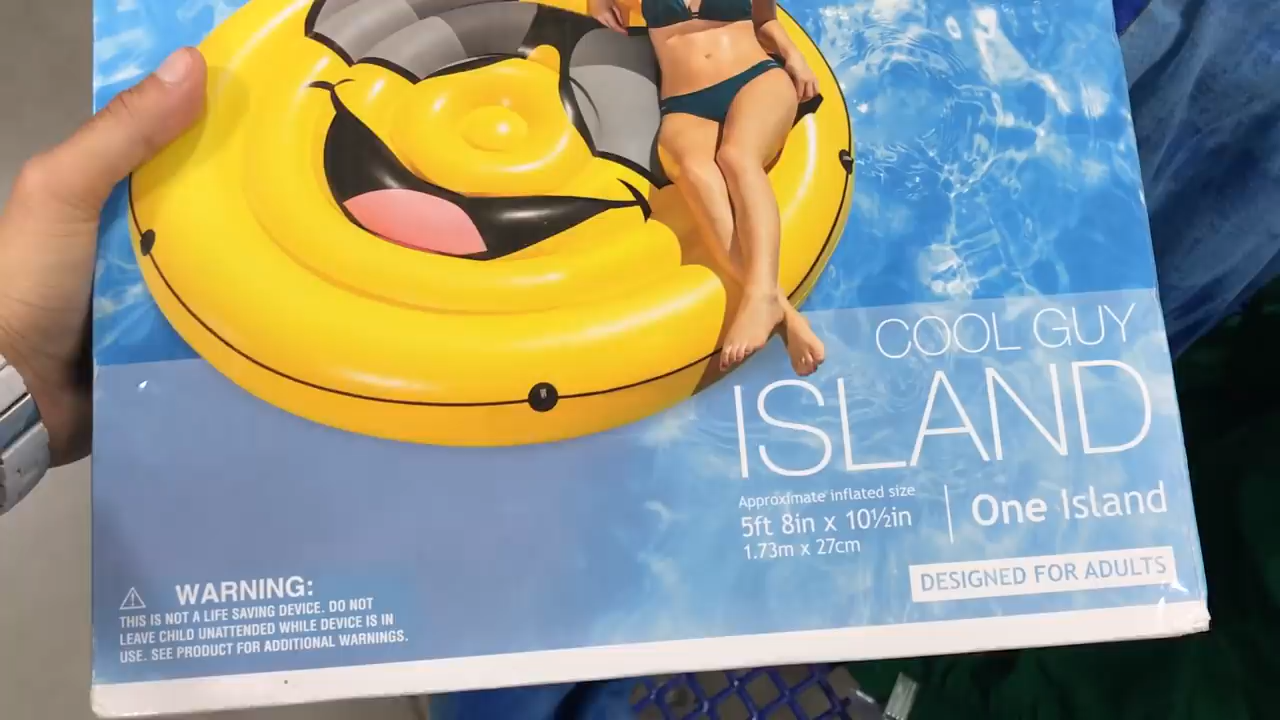 COOL GUY
ISLAND
Approximate inflated size
5ft 8in x 10½in
1.73m x 27cm
One Island
DESIGNED FOR ADULTS
WARNING:
THIS IS NOT A LIFE SAVING DEVICE. DO NOT
LEAVE CHILD UNATTENDED WHILE DEVICE IS IN
USE. SEE PRODUCT FOR ADDITIONAL WARNINGS.